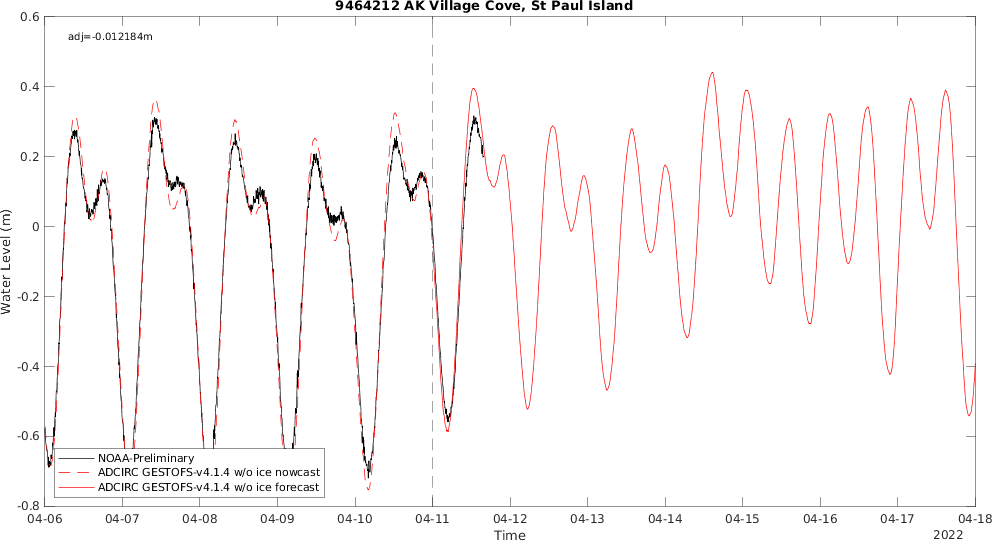 9464212 AK Village Cove, St Paul Island
adj=-0.012184m
Water Level (m)
0.6
0.4
0.2
0
-0.2
-0.4
-0.6
-0.8
NOAA-Preliminary
ADCIRC GESTOFS-v4.1.4 w/o ice nowcast
ADCIRC GESTOFS-v4.1.4 w/o ice forecast
04-06 04-07 04-08 04-09 04-10 04-11 04-12 04-13 04-14 04-15 04-16 04-17 04-18
Time
2022